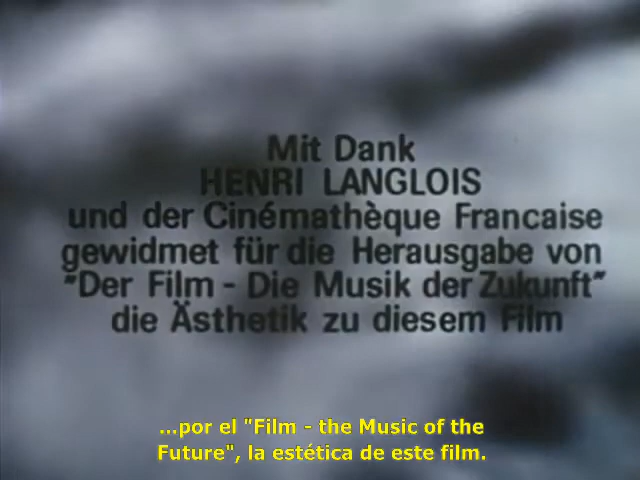 Mit Dank
HENRI LANGLOIS
und der Cinémathèque Francaise
gewidmet für die Herausgabe von
"Der Film - Die Musik der Zukunft"
die Ästhetik zu diesem Film
...por el "Film - the Music of the
Future", la estética de este film.